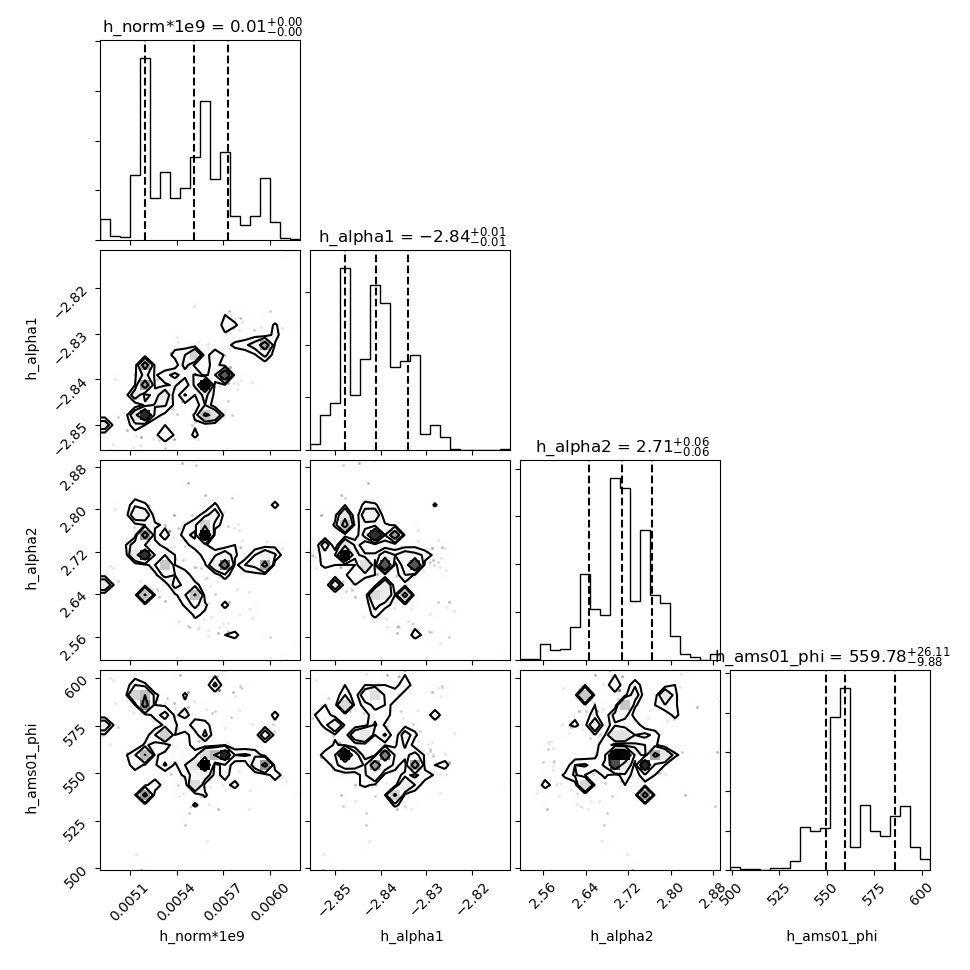 h_norm*1e9 = 0.01+0.00−0.00
h_alpha1 = −2.84+0.01−0.01
−2.82
−2.83
−2.84
−2.85
h_alpha1
h_alpha2 = 2.71+0.06−0.06
2.88
2.80
2.72
2.64
2.56
h_alpha2
h_ams01_phi = 559.78+26.11−9.88
600
575
550
525
500
h_ams01_phi
0.0051 0.0054 0.0057 0.0060 −2.85 −2.84 −2.83 −2.82 2.56 2.64 2.72 2.80 2.88 500 525 550 575 600
h_norm*1e9 h_alpha1 h_alpha2 h_ams01_phi